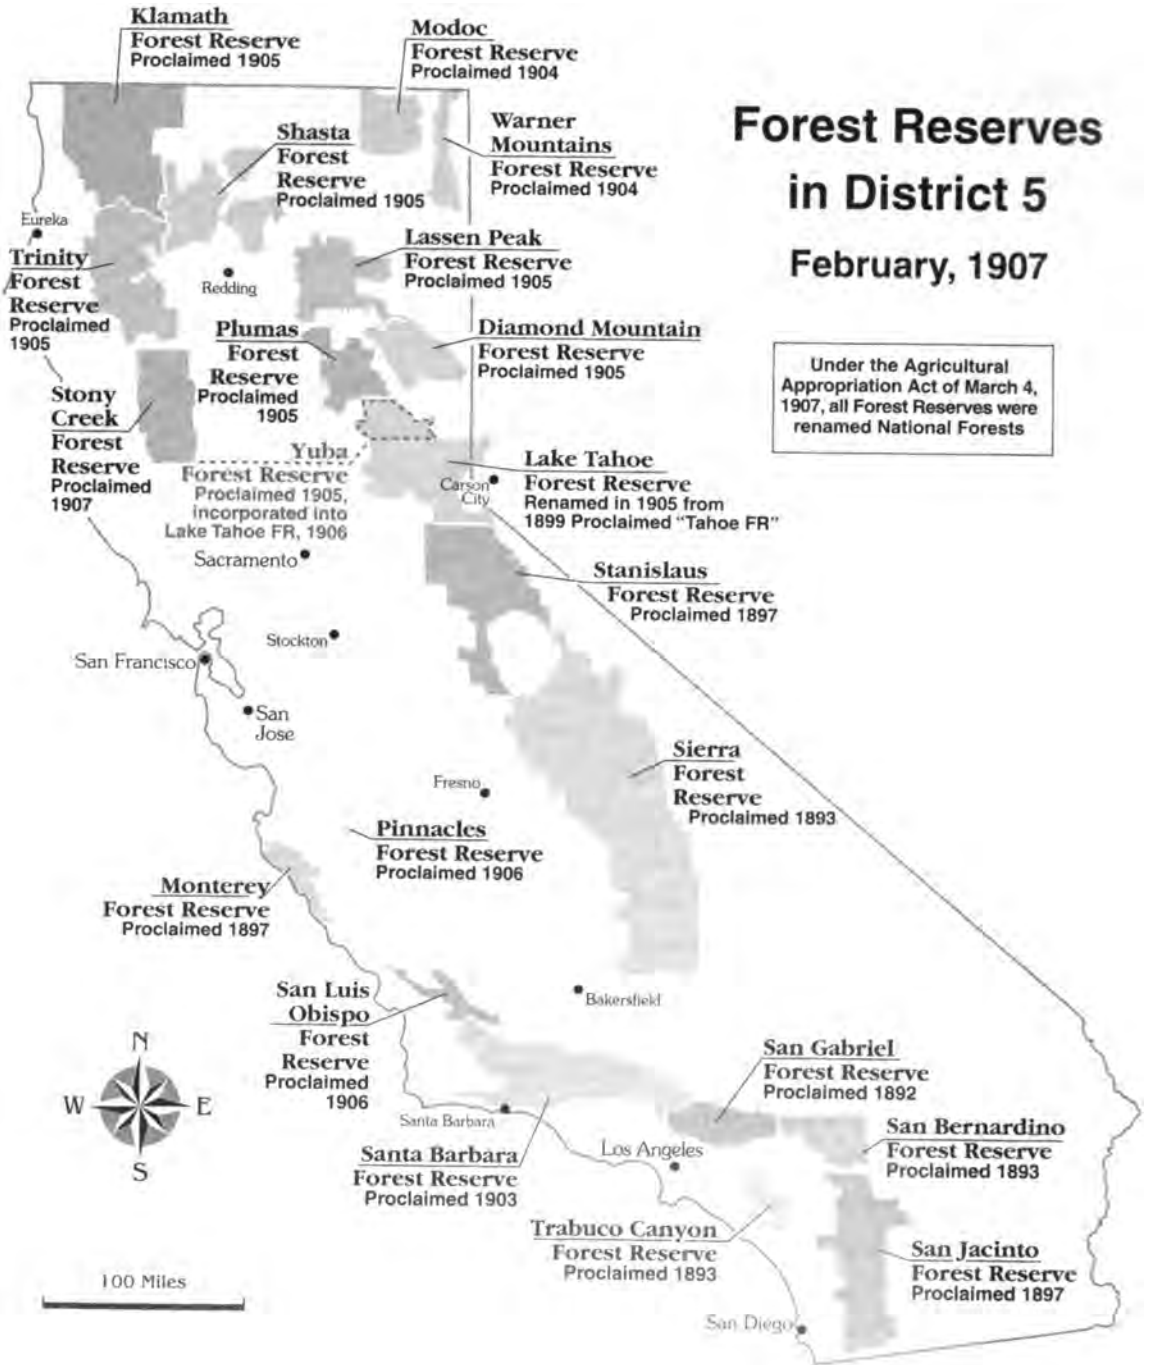 Klamath
Forest Reserve
Proclaimed 1905
Modoc
Forest Reserve
Proclaimed 1904
Warner
Mountains
Forest Reserve
Proclaimed 1904
Forest Reserves
in District 5
February, 1907
Under the Agricultural
Appropriation Act of March 4,
1907, all Forest Reserves were
renamed National Forests
Shasta
Forest
Reserve
Proclaimed 1905
Eureka
Trinity
Forest
Reserve
Proclaimed
1905
Redding
Lassen Peak
Forest Reserve
Proclaimed 1905
Plumas
Forest
Reserve
Proclaimed
1905
Diamond Mountain
Forest Reserve
Proclaimed 1905
Stony
Creek
Forest
Reserve
Proclaimed
1907
Yuba
Forest Reserve
Proclaimed 1905,
incorporated into
Lake Tahoe FR, 1906
Lake Tahoe
Forest Reserve
Renamed in 1905 from
1899 Proclaimed "Tahoe FR"
Carson
City
Sacramento
Stanislaus
Forest Reserve
Proclaimed 1897
Stockton
San Francisco
San
Jose
Sierra
Forest
Reserve
Proclaimed 1893
Fresno
Pinnacles
Forest Reserve
Proclaimed 1906
Monterey
Forest Reserve
Proclaimed 1897
San Luis
Obispo
Forest
Reserve
Proclaimed
1906
Bakersfield
N
W
E
S
San Gabriel
Forest Reserve
Proclaimed 1892
Santa Barbara
San Bernardino
Forest Reserve
Proclaimed 1893
Santa Barbara
Forest Reserve
Proclaimed 1903
Los Angeles
Trabuco Canyon
Forest Reserve
Proclaimed 1893
San Jacinto
Forest Reserve
Proclaimed 1897
100 Miles
San Diego